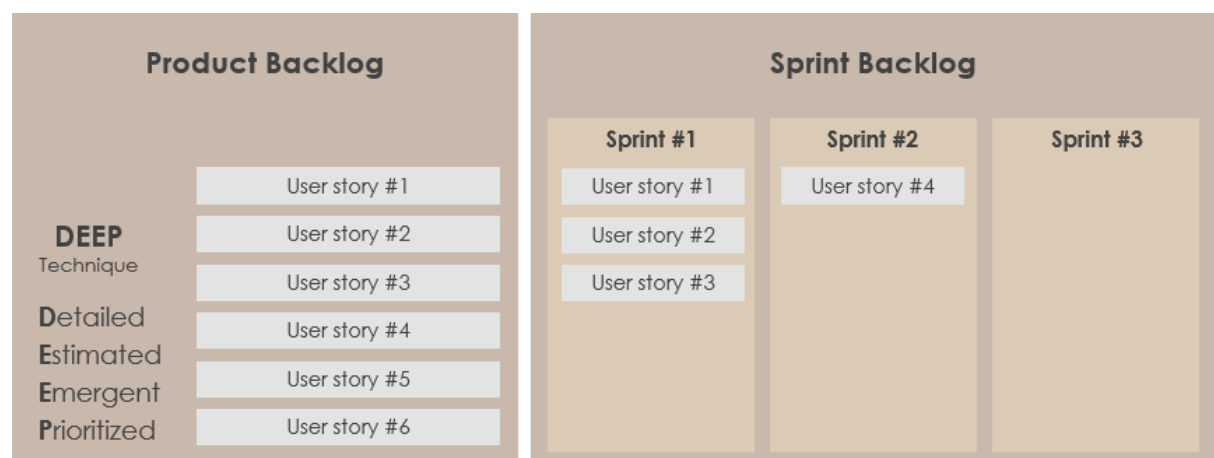 Product Backlog
DEEP
Technique
Detailed
Estimated
Emergent
Prioritized
User story #1
User story #2
User story #3
User story #4
User story #5
User story #6
Sprint Backlog
Sprint #1
User story #1
User story #2
User story #3
Sprint #2
User story #4
Sprint #3